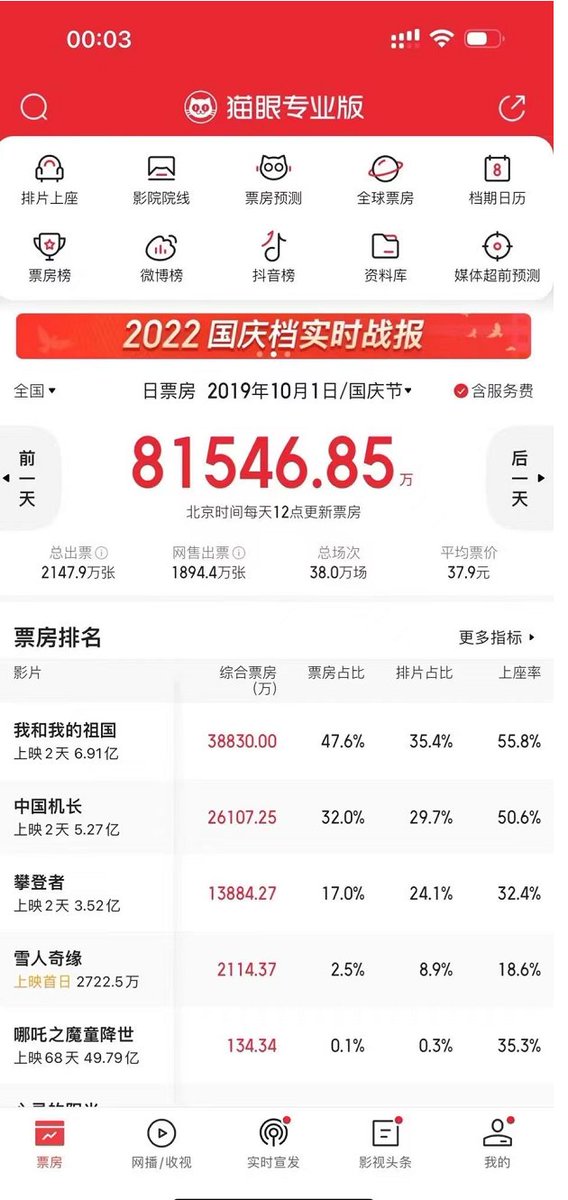 00:03
猫眼专业版
排片上座 影院院线 票房预测 全球票房 档期日历
8
票房榜 微博榜 抖音榜 资料库 媒体超前预测
2022 国庆档实时战报
全国 日票房 2019年10月1日/国庆节 含服务费
前一天 81546.85万 后一天
北京时间每天12点更新票房
总出票 网售出票 总场次 平均票价
2147.9万张 1894.4万张 38.0万场 37.9元
票房排名 更多指标
影片 综合票房(万) 票房占比 排片占比 上座率
我和我的祖国 38830.00 47.6% 35.4% 55.8%
上映2天 6.91亿
中国机长 26107.25 32.0% 29.7% 50.6%
上映2天 5.27亿
攀登者 13884.27 17.0% 24.1% 32.4%
上映2天 3.52亿
雪人奇缘 2114.37 2.5% 8.9% 18.6%
上映首日 2722.5万
哪吒之魔童降世 134.34 0.1% 0.3% 35.3%
上映68天 49.79亿
票房 网播/收视 实时宣发 影视头条 我的